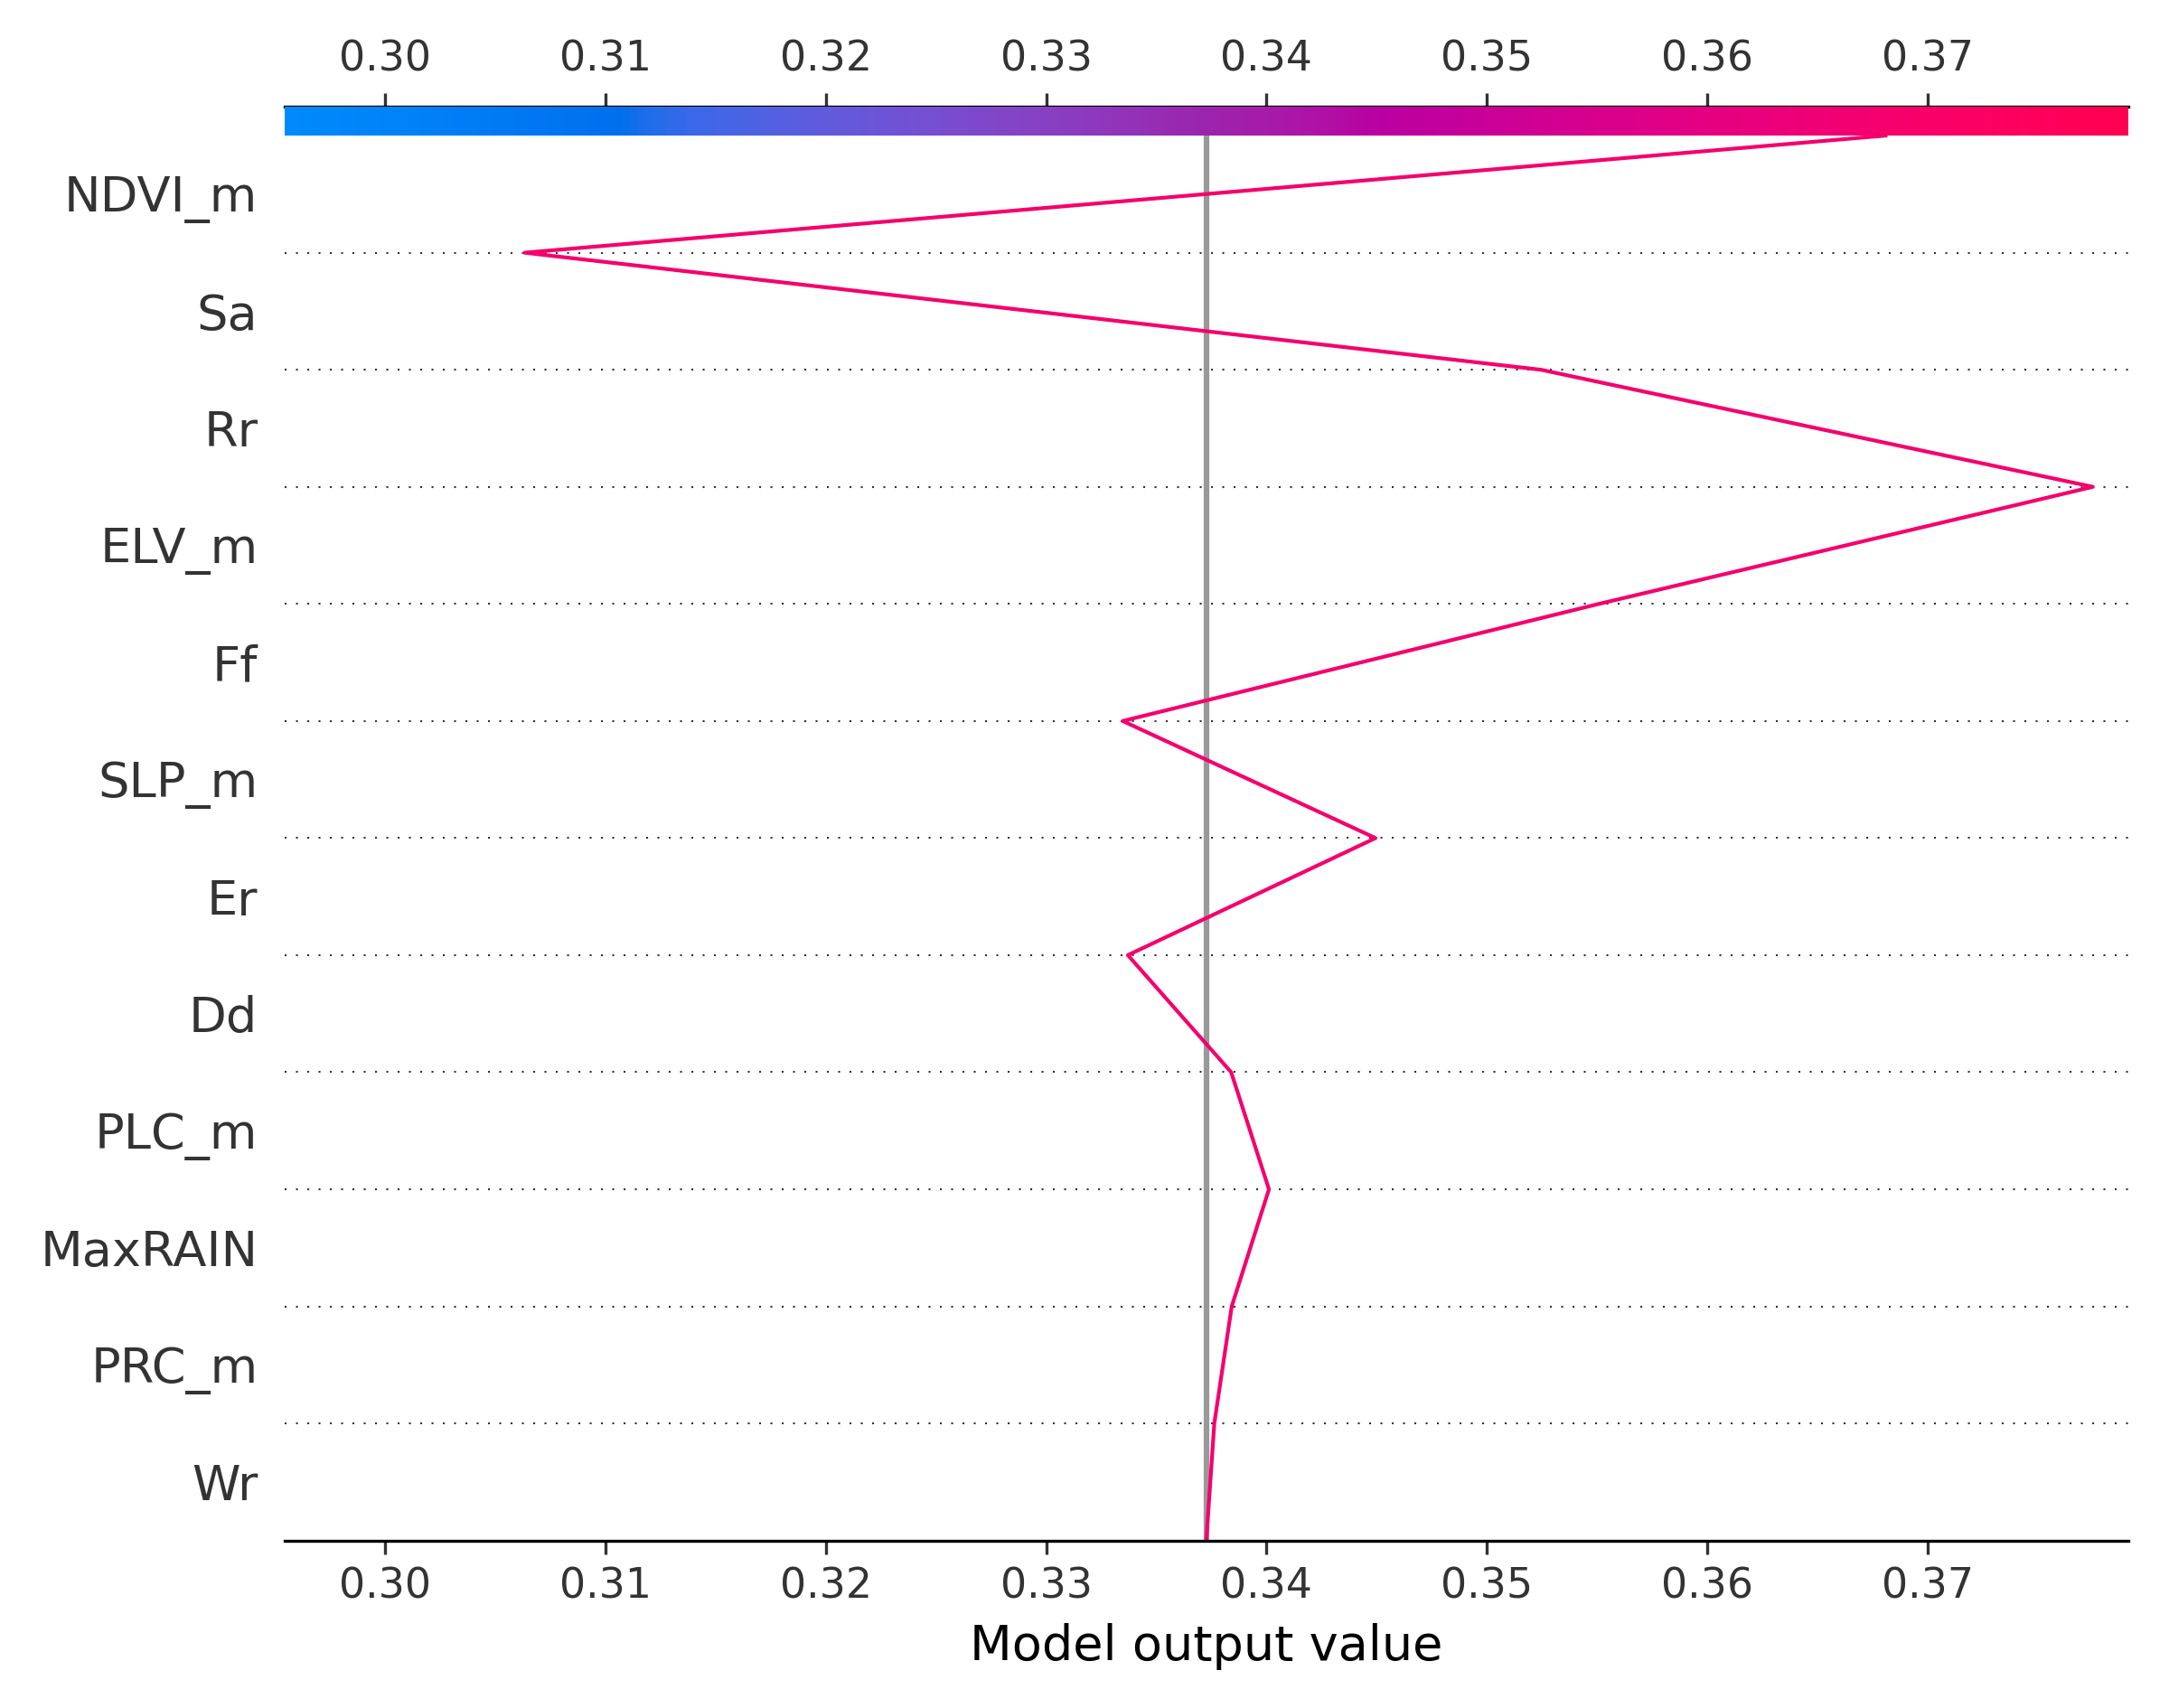 0.30 0.31 0.32 0.33 0.34 0.35 0.36 0.37
NDVI_m
Sa
Rr
ELV_m
Ff
SLP_m
Er
Dd
PLC_m
MaxRAIN
PRC_m
Wr
0.30 0.31 0.32 0.33 0.34 0.35 0.36 0.37
Model output value